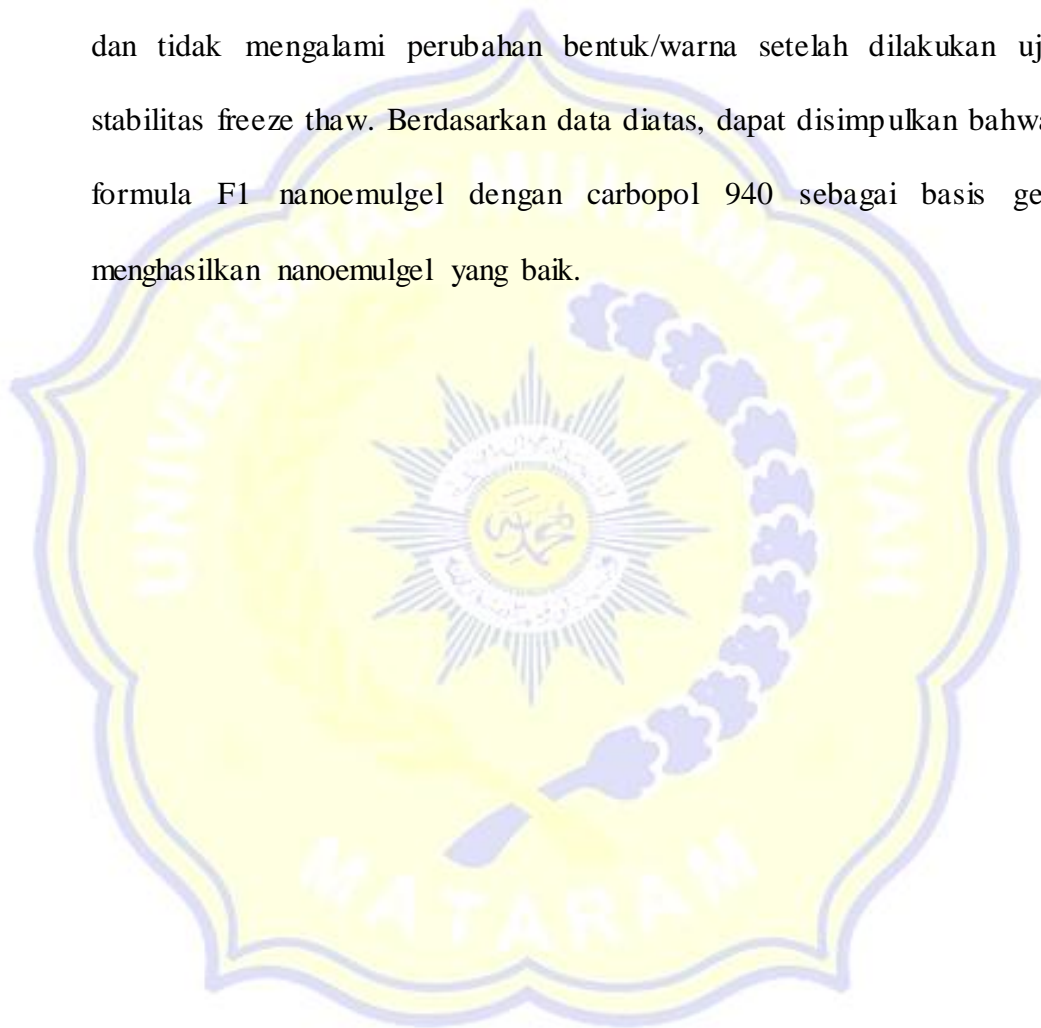 dan tidak mengalami perubahan bentuk/warna setelah dilakukan uj
stabilitas freeze thaw. Berdasarkan data diatas, dapat disimpulkan bahwa
formula F1 nanoemulgel dengan carbopol 940 sebagai basis ge
menghasilkan nanoemulgel yang baik.
UNIVERSITAS MUHAMMADIYAH
MATARAM